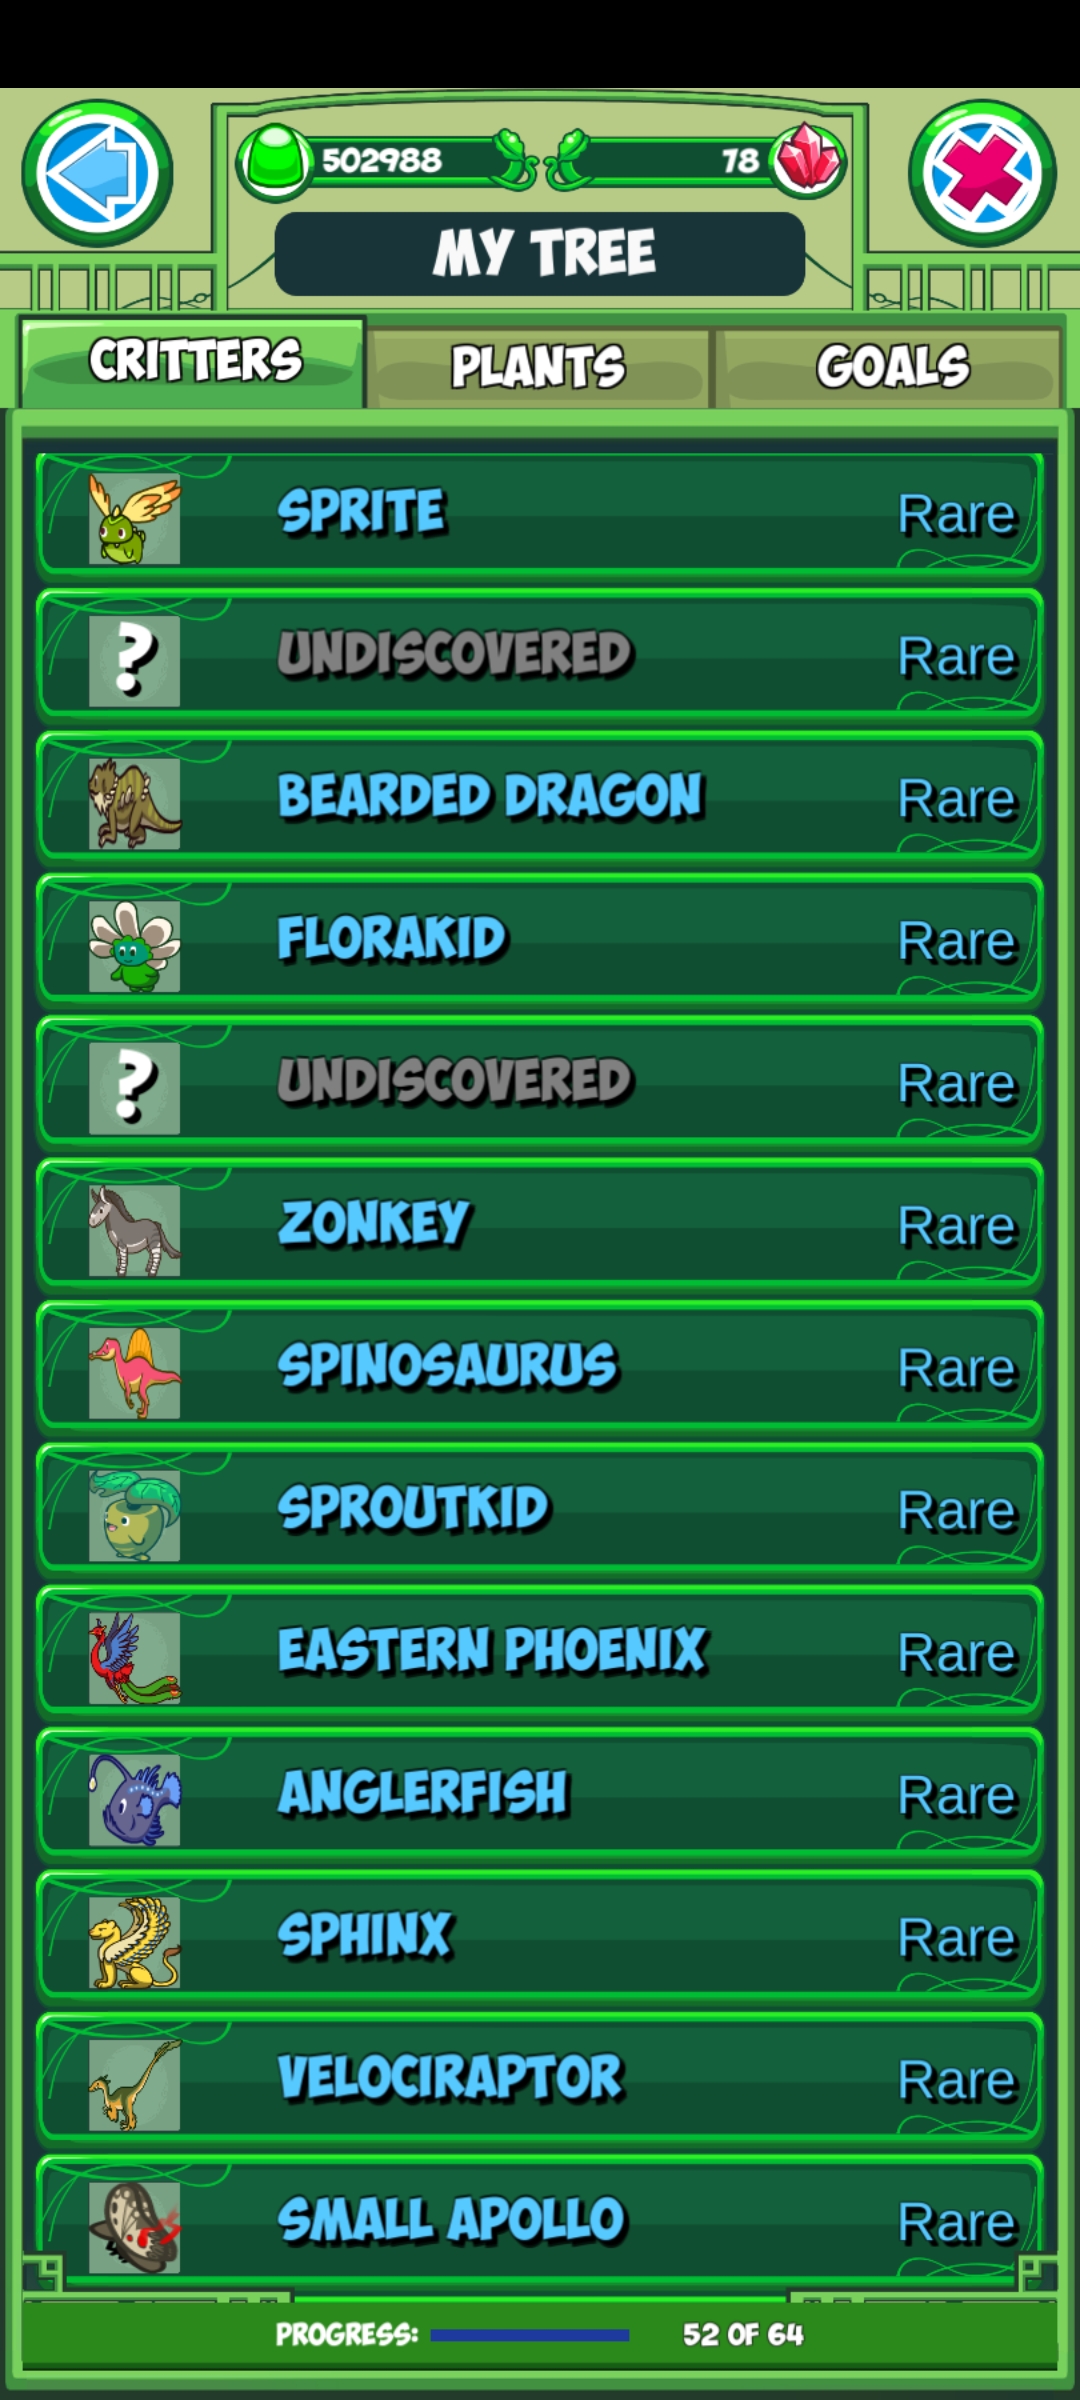 502988
78
MY TREE
CRITTERS
PLANTS
GOALS
SPRITE
Rare
?
UNDISCOVERED
Rare
BEARDED DRAGON
Rare
FLORAKID
Rare
?
UNDISCOVERED
Rare
ZONKEY
Rare
SPINOSAURUS
Rare
SPROUTKID
Rare
EASTERN PHOENIX
Rare
ANGLERFISH
Rare
SPHINX
Rare
VELOCIRAPTOR
Rare
SMALL APOLLO
Rare
PROGRESS:
52 OF 64